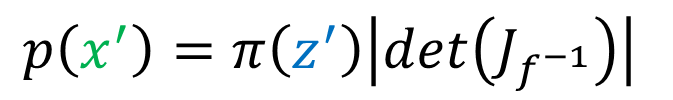 p(x′) = π(z′)|det(J_{f−1})|